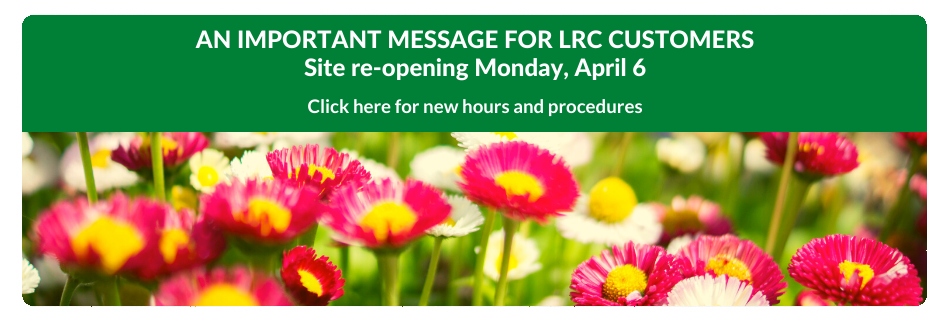 AN IMPORTANT MESSAGE FOR LRC CUSTOMERS
Site re-opening Monday, April 6
Click here for new hours and procedures